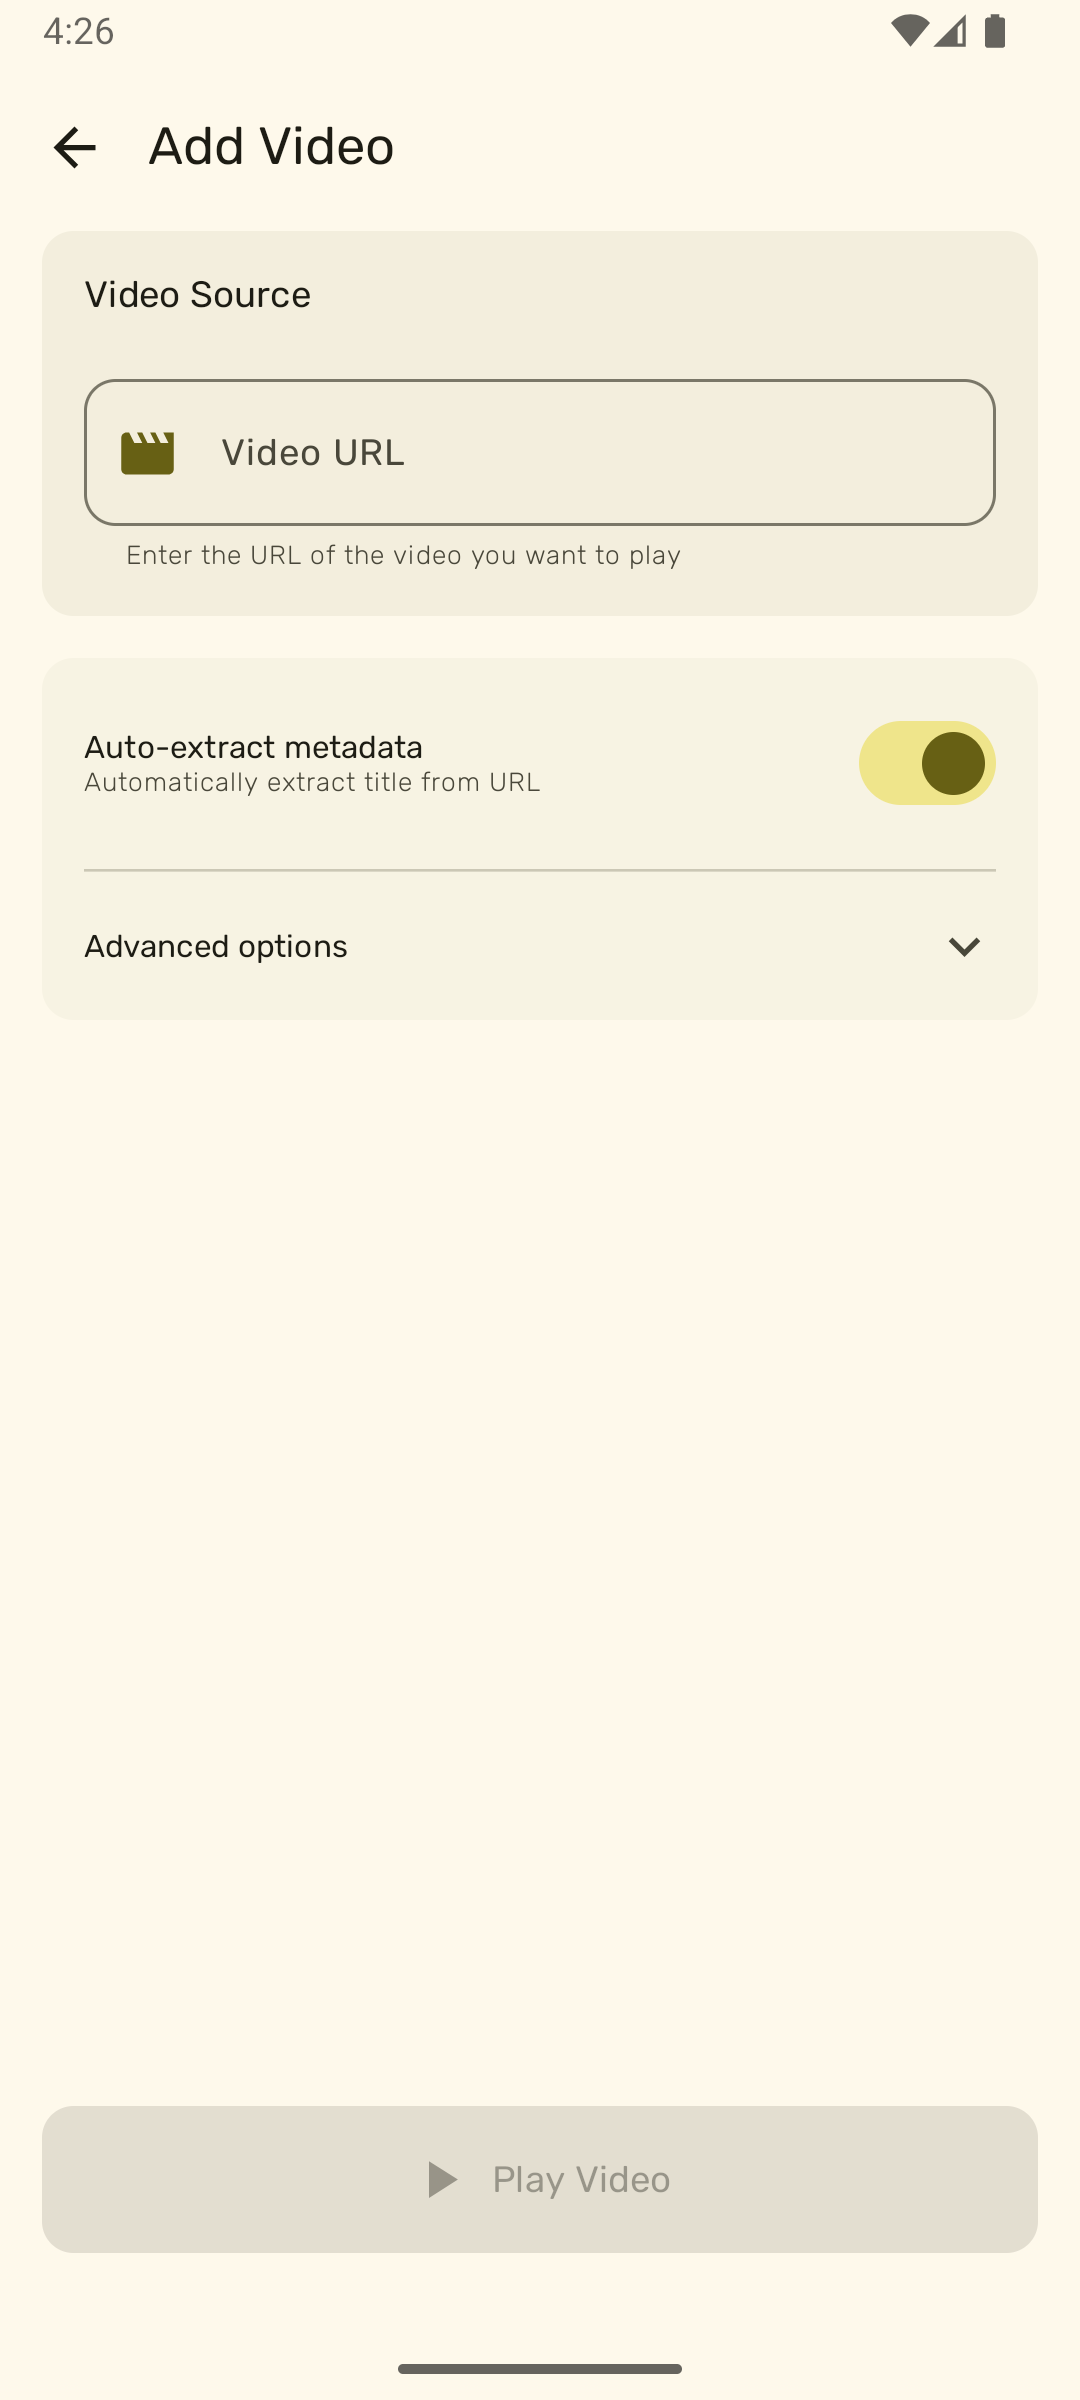 4:26
Add Video
Video Source
Video URL
Enter the URL of the video you want to play
Auto-extract metadata
Automatically extract title from URL
Advanced options
Play Video